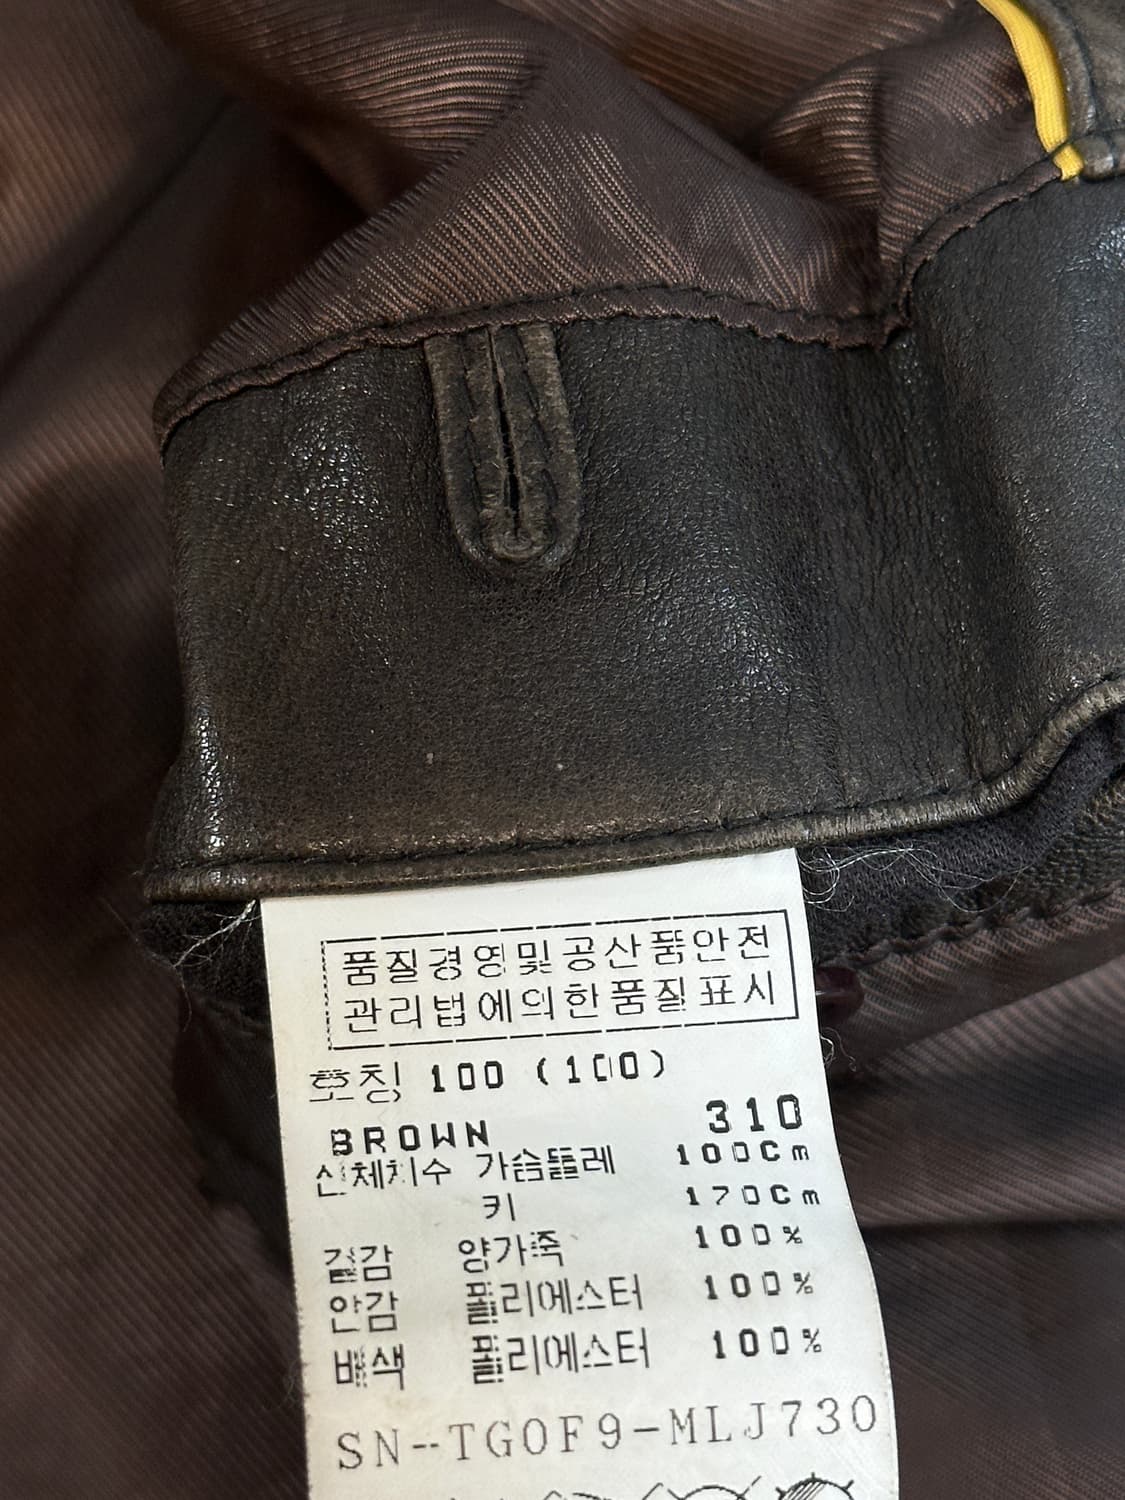 품질경영및공산품안전
관리법에의한품질표시
호칭 100 (100)
BROWN 310
신체치수 가슴둘레 100Cm
키 170Cm
겉감 양가죽 100%
안감 폴리에스터 100%
배색 폴리에스터 100%
SN--TGOF9-MLJ730